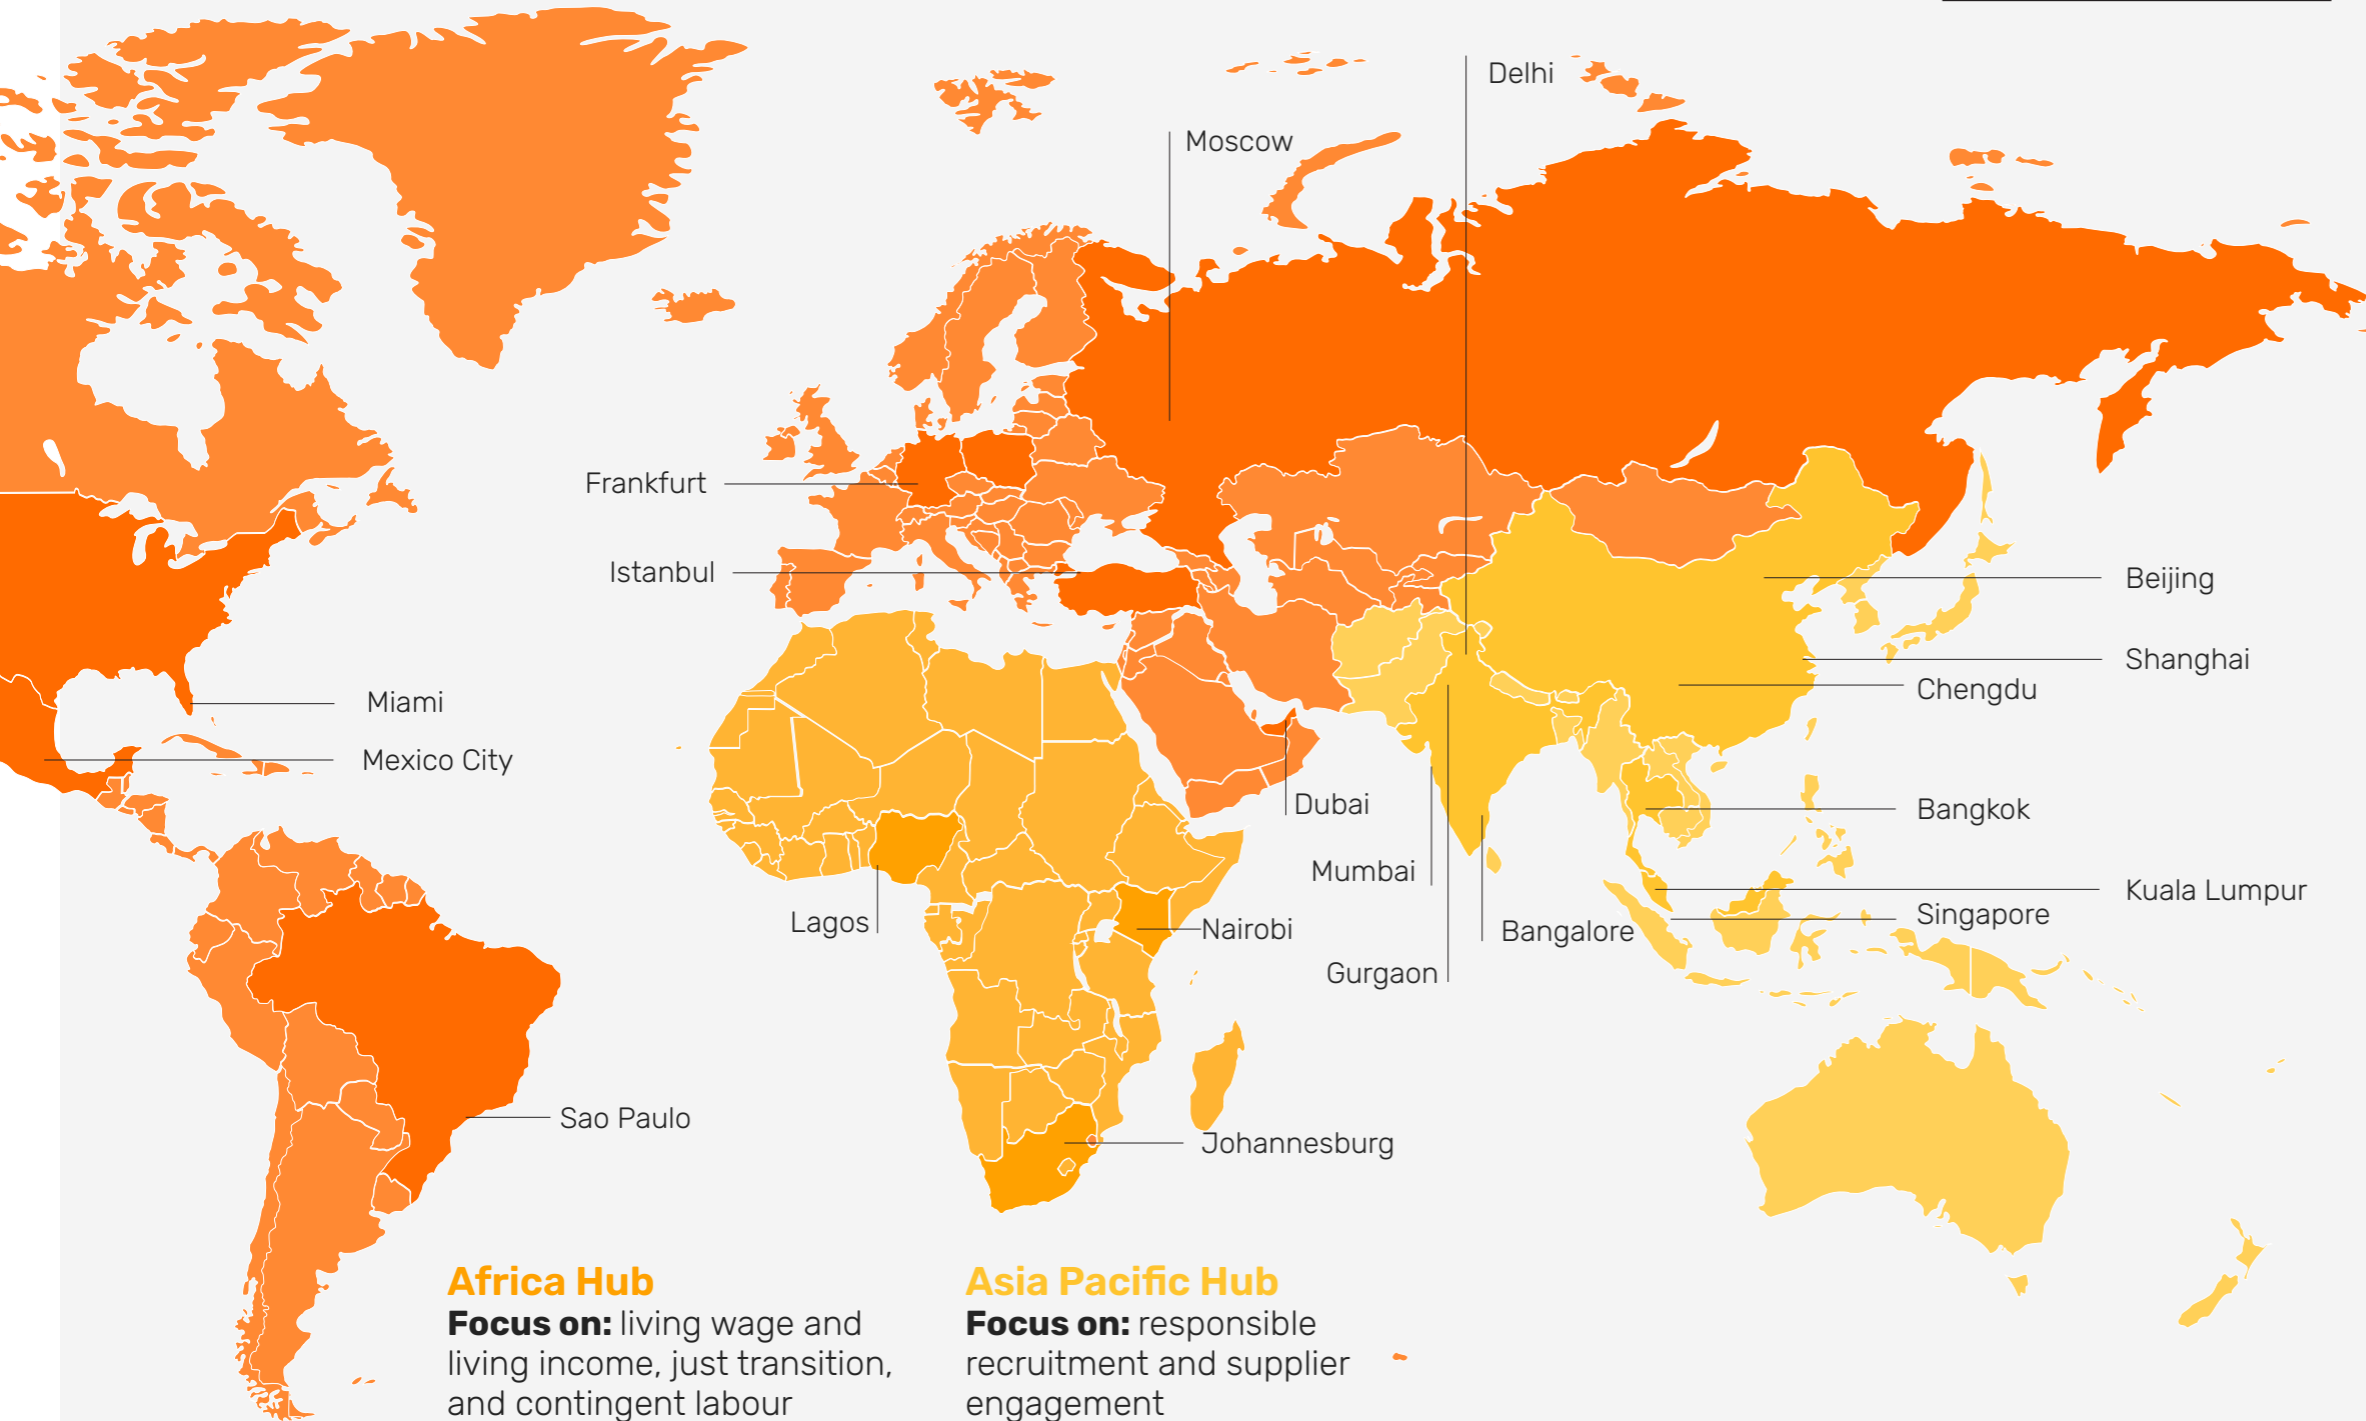 Delhi
Moscow
Frankfurt
Istanbul
Beijing
Shanghai
Chengdu
Miami
Mexico City
Dubai
Bangkok
Mumbai
Kuala Lumpur
Singapore
Lagos
Nairobi
Bangalore
Gurgaon
Sao Paulo
Johannesburg
Africa Hub
Focus on: living wage and
living income, just transition,
and contingent labour
Asia Pacific Hub
Focus on: responsible
recruitment and supplier
engagement